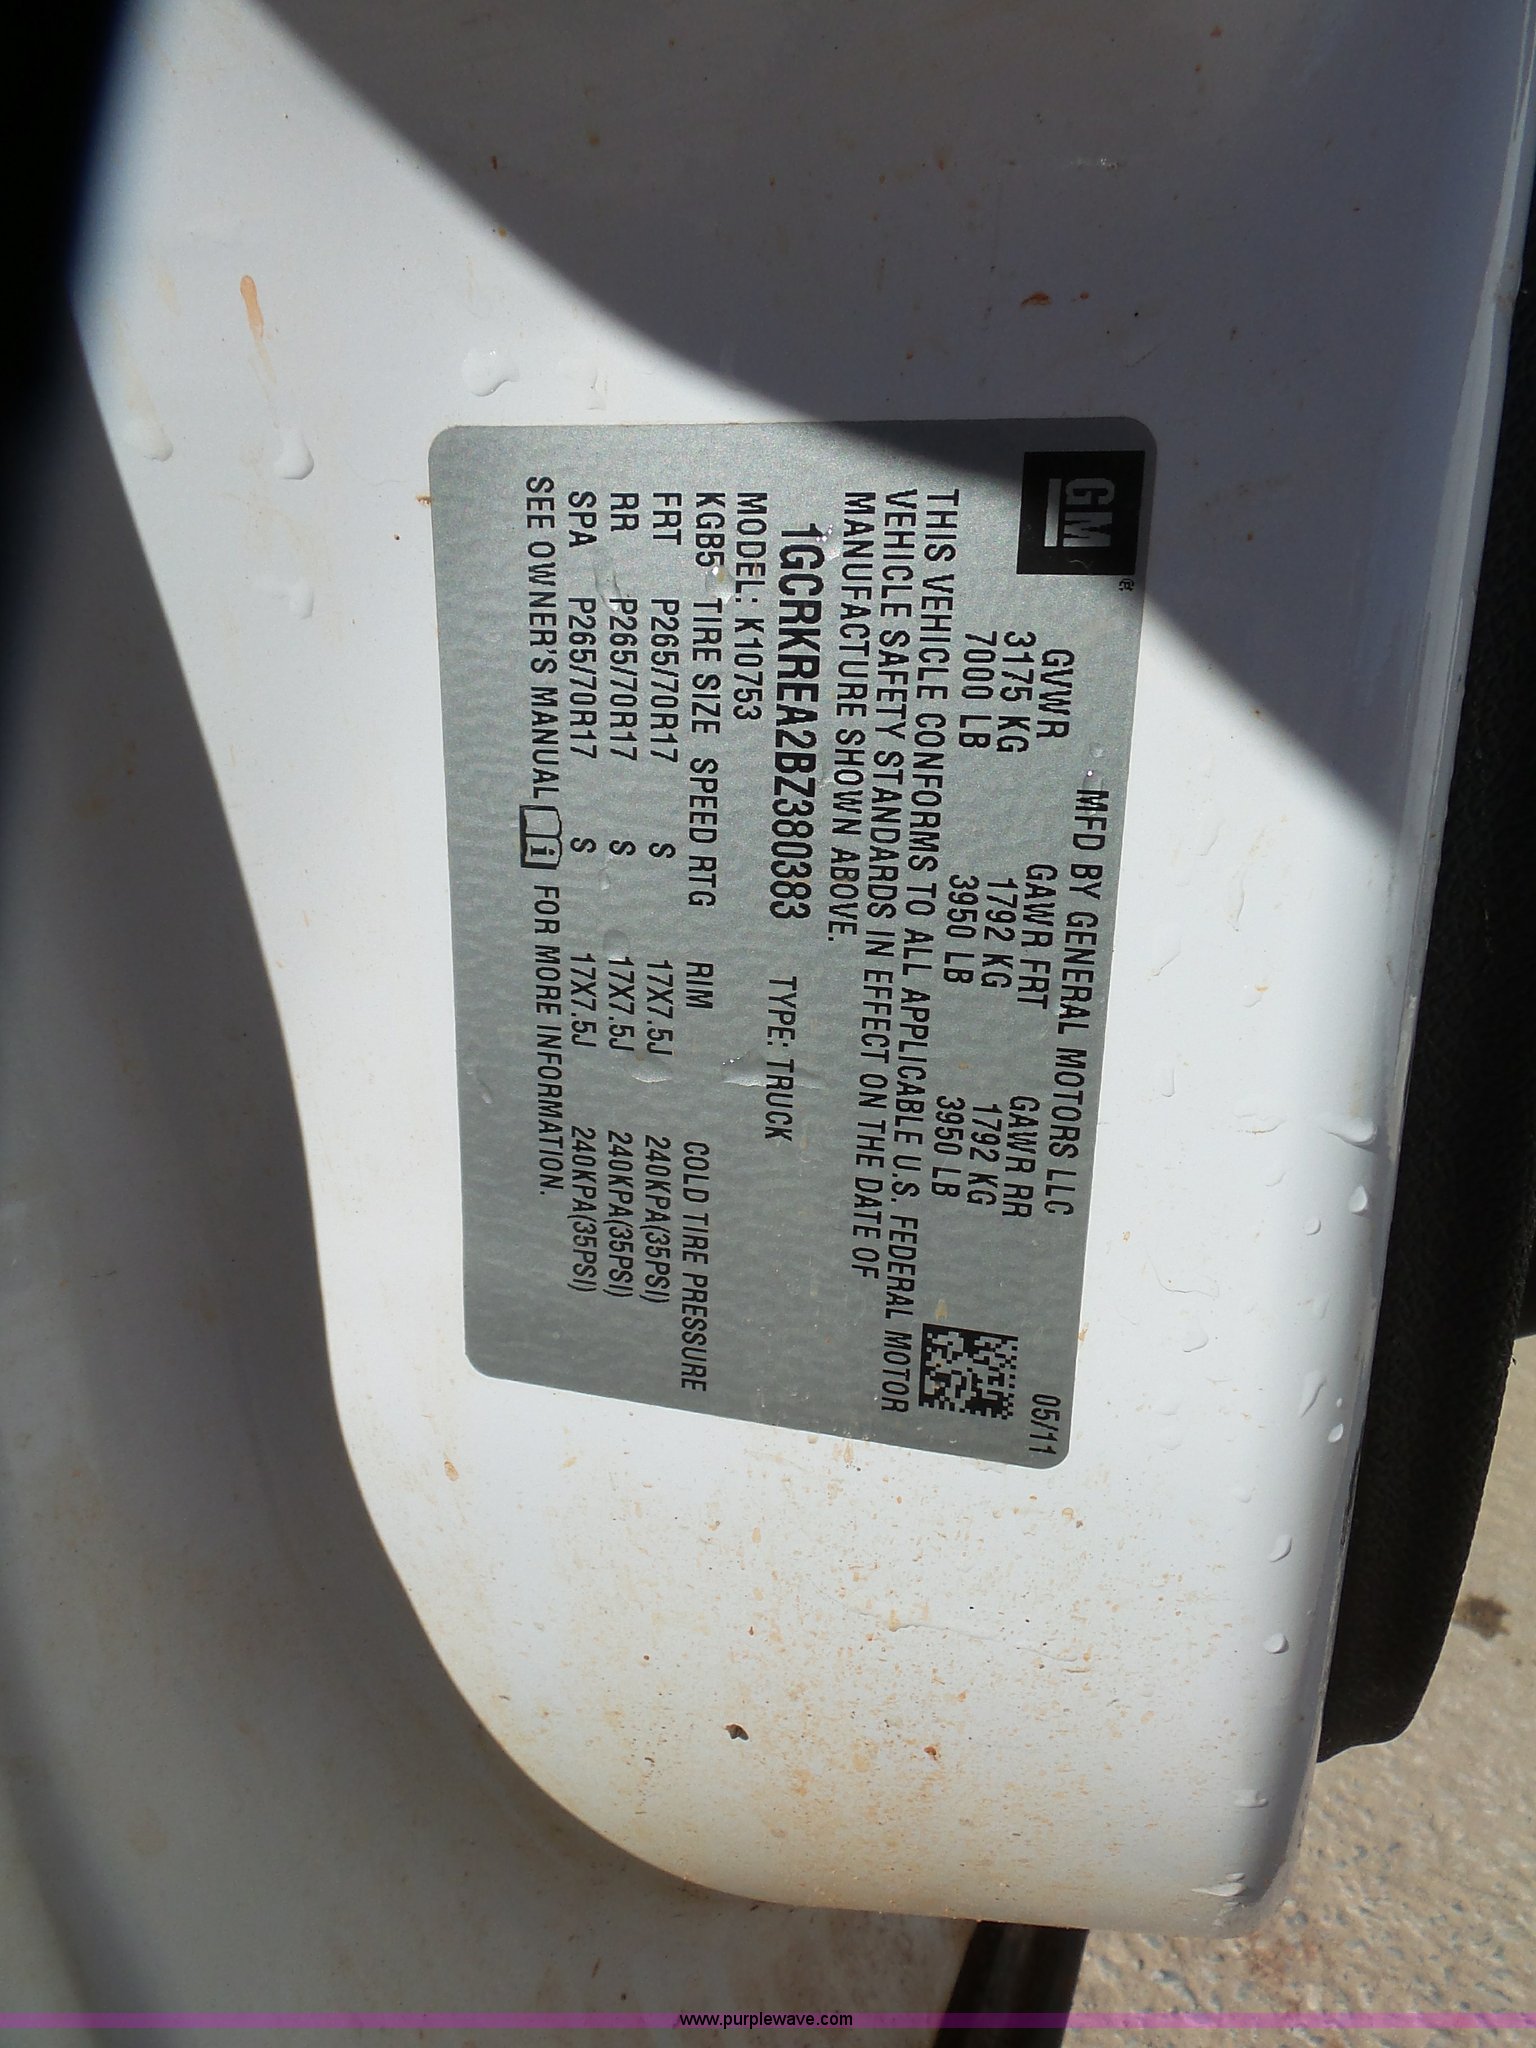 GM
MFD BY GENERAL MOTORS LLC 05/11
GVWR GAWR FRT GAWR RR
3175 KG 1792 KG 1792 KG
7000 LB 3950 LB 3950 LB
THIS VEHICLE CONFORMS TO ALL APPLICABLE U.S. FEDERAL MOTOR
VEHICLE SAFETY STANDARDS IN EFFECT ON THE DATE OF
MANUFACTURE SHOWN ABOVE.
1GCRKREA2BZ380383 TYPE: TRUCK
MODEL: K10753
KGB5 TIRE SIZE SPEED RTG RIM COLD TIRE PRESSURE
FRT P265/70R17 S 17X7.5J 240KPA(35PSI)
RR P265/70R17 S 17X7.5J 240KPA(35PSI)
SPA P265/70R17 S 17X7.5J 240KPA(35PSI)
SEE OWNER'S MANUAL i FOR MORE INFORMATION.
www.purplewave.com